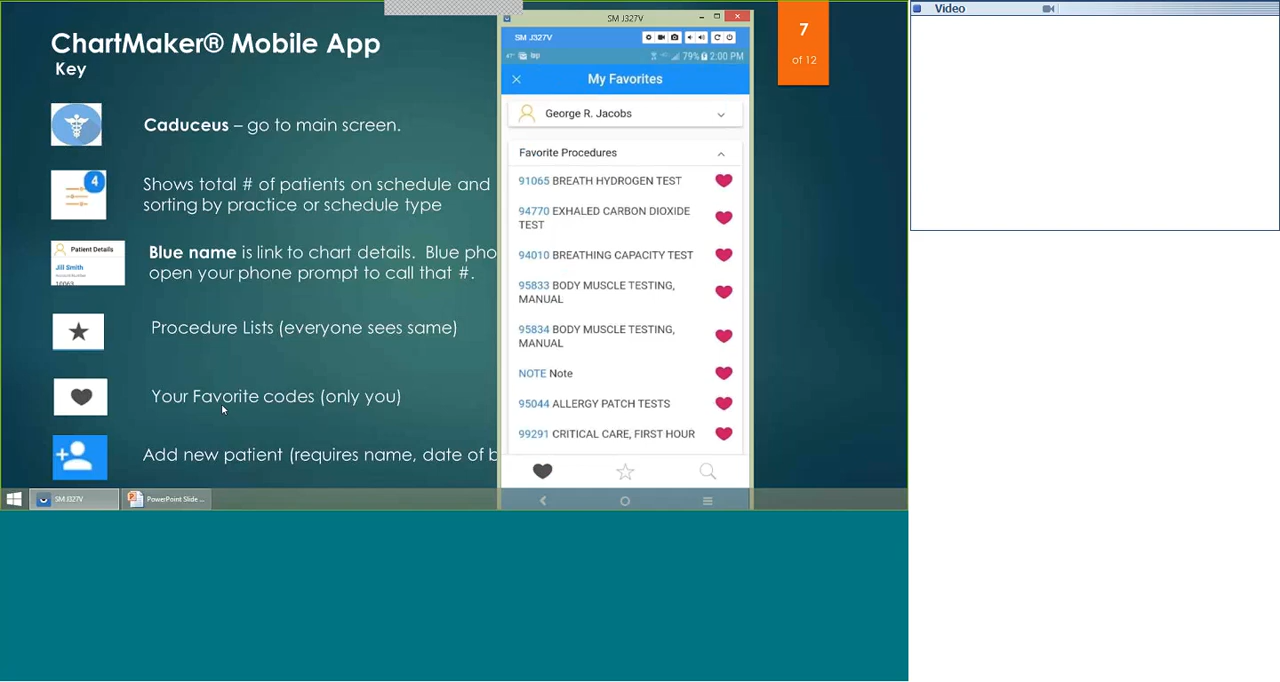 ChartMaker® Mobile App
Key
Caduceus – go to main screen.
4
Shows total # of patients on schedule and
sorting by practice or schedule type
Patient Details
Jill Smith
10063
Blue name is link to chart details. Blue pho
open your phone prompt to call that #.
Procedure Lists (everyone sees same)
Your Favorite codes (only you)
Add new patient (requires name, date of b
SM J327V
SM J327V
79% 2:00 PM
My Favorites
George R. Jacobs
Favorite Procedures
91065 BREATH HYDROGEN TEST
94770 EXHALED CARBON DIOXIDE
TEST
94010 BREATHING CAPACITY TEST
95833 BODY MUSCLE TESTING,
MANUAL
95834 BODY MUSCLE TESTING,
MANUAL
NOTE Note
95044 ALLERGY PATCH TESTS
99291 CRITICAL CARE, FIRST HOUR
7
of 12
SM J327V
PowerPoint Slide ...
Video